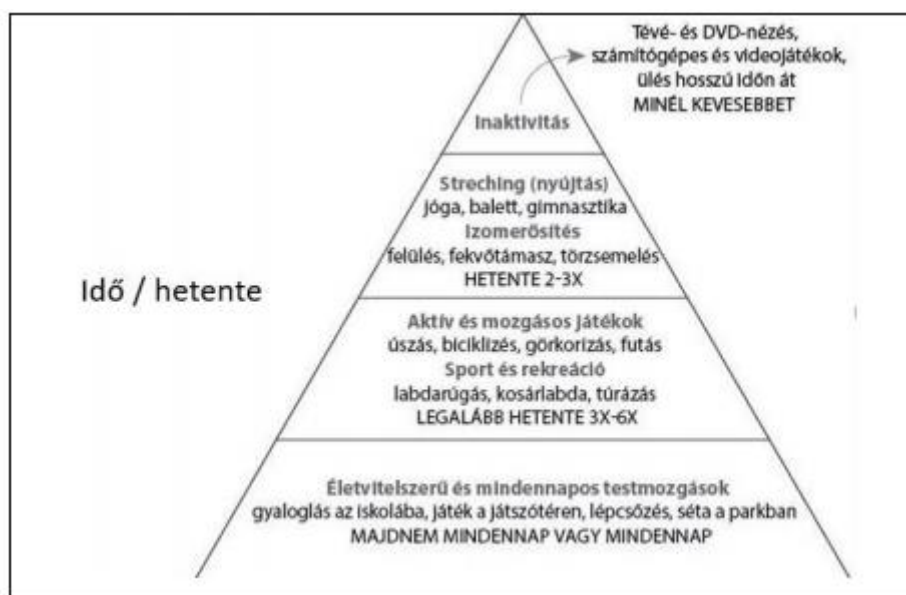 Tévé- és DVD-nézés,
számítógépes és videojátékok,
ülés hosszú időn át
MINÉL KEVESEBBET
Inaktivitás
Streching (nyújtás)
jóga, balett, gimnasztika
Izomerősítés
felülés, fekvőtámasz, törzsemelés
HETENTE 2-3X
Idő / hetente
Aktív és mozgásos játékok
úszás, biciklizés, görkorizás, futás
Sport és rekreáció
labdarúgás, kosárlabda, túrázás
LEGALÁBB HETENTE 3X-6X
Életvitelszerű és mindennapos testmozgások
gyaloglás az iskolába, játék a játszótéren, lépcsőzés, séta a parkban
MAJDNEM MINDENNAP VAGY MINDENNAP